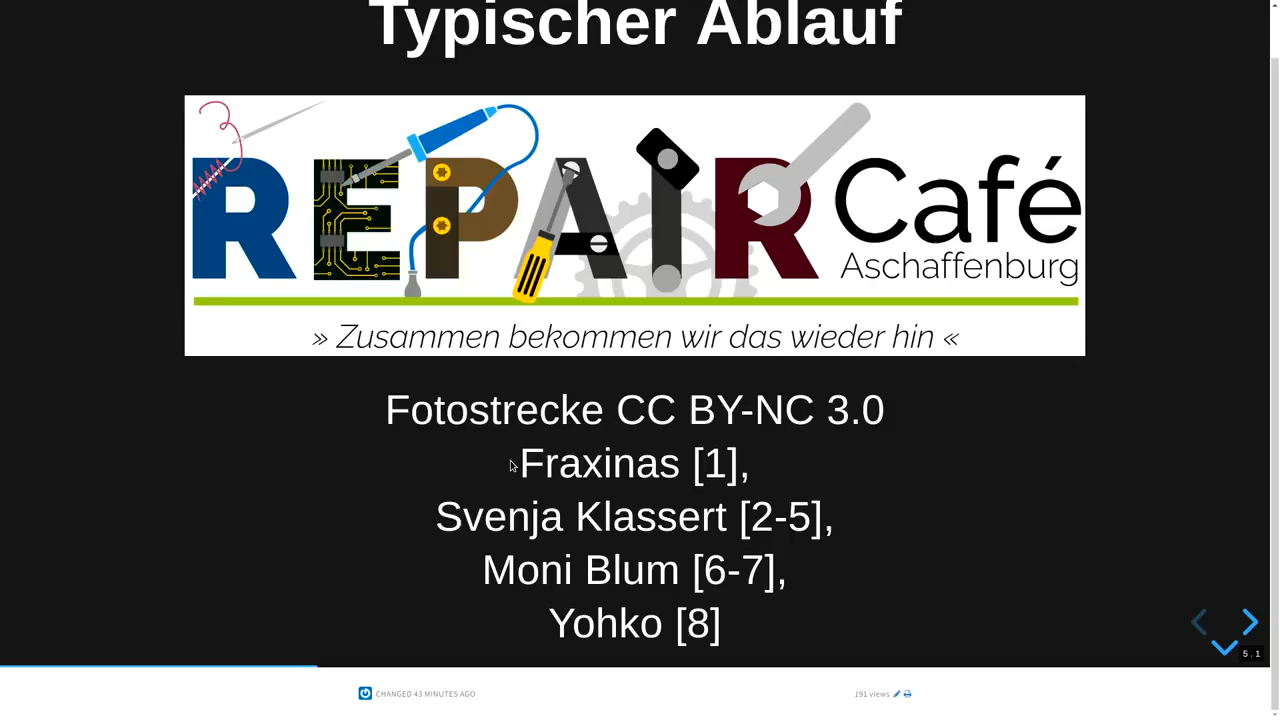 Typischer Ablauf
REPAIR Café
Aschaffenburg
» Zusammen bekommen wir das wieder hin «
Fotostrecke CC BY-NC 3.0
Fraxinas [1],
Svenja Klassert [2-5],
Moni Blum [6-7],
Yohko [8]
5.1
CHANGED 43 MINUTES AGO
191 views